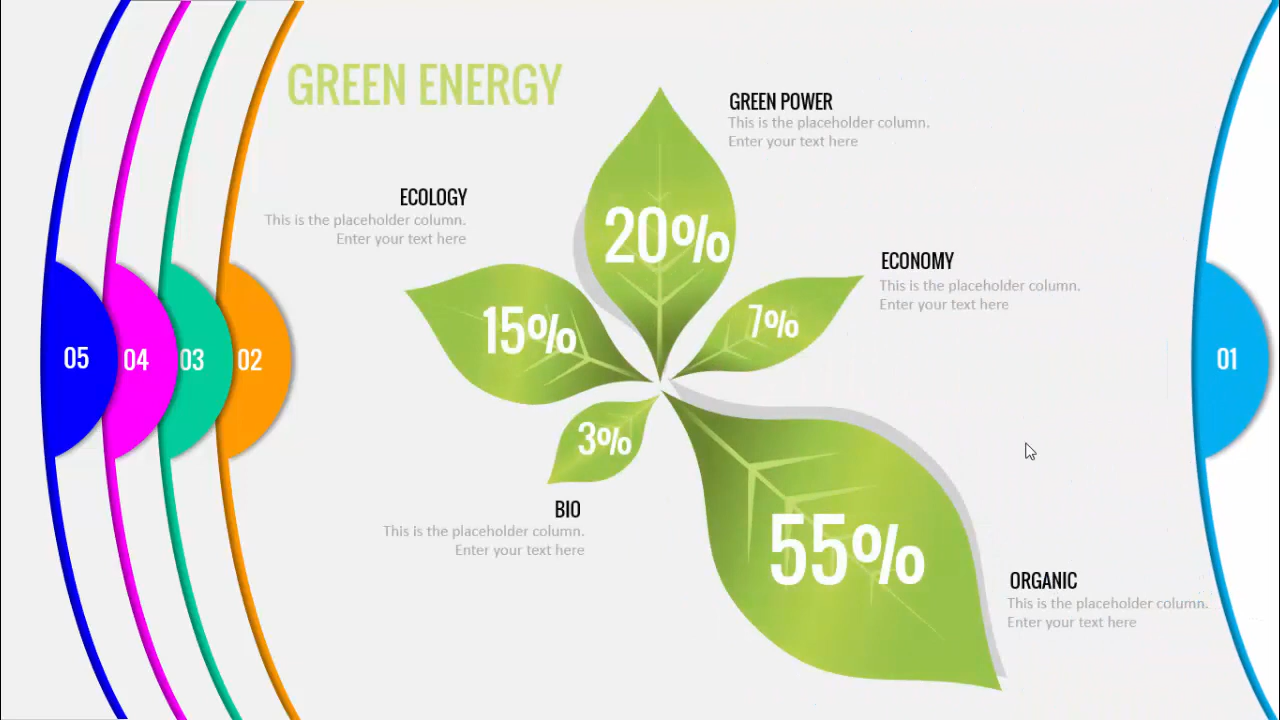 GREEN ENERGY
GREEN POWER
This is the placeholder column.
Enter your text here
ECOLOGY
This is the placeholder column.
Enter your text here
20%
ECONOMY
This is the placeholder column.
Enter your text here
15%
7%
05
04
03
02
01
3%
BIO
This is the placeholder column.
Enter your text here
55%
ORGANIC
This is the placeholder column.
Enter your text here